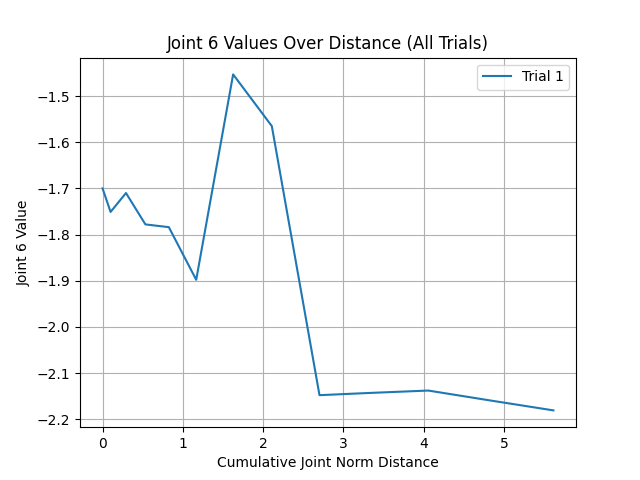 Joint 6 Values Over Distance (All Trials)
Trial 1
−1.5
−1.6
−1.7
−1.8
−1.9
−2.0
−2.1
−2.2
Joint 6 Value
0 1 2 3 4 5
Cumulative Joint Norm Distance